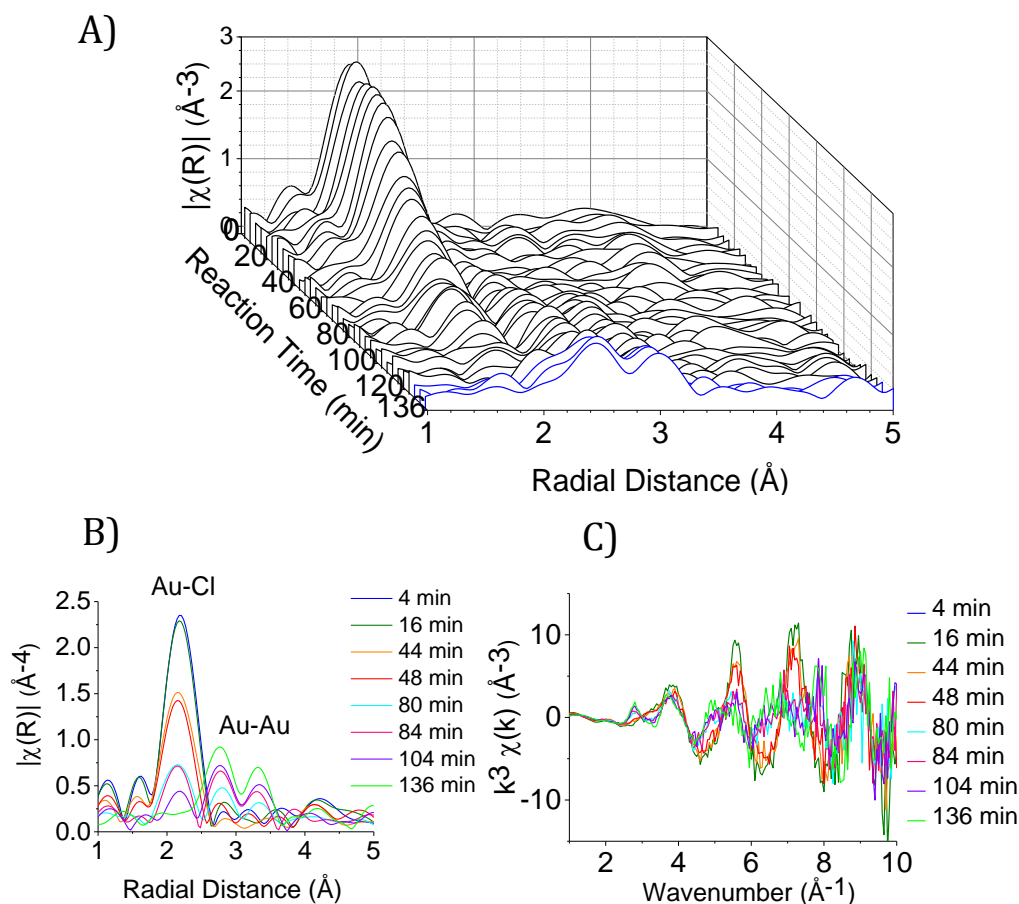 A)
|χ(R)| (Å-3)
3
2
1
0
0
20
40
60
80
100
120
136
Reaction Time (min)
1
2
3
4
5
Radial Distance (Å)
B)
Au-Cl
Au-Au
|χ(R)| (Å-4)
2.5
2.0
1.5
1.0
0.5
0.0
1
2
3
4
5
Radial Distance (Å)
4 min
16 min
44 min
48 min
80 min
84 min
104 min
136 min
C)
k³ χ(k) (Å-3)
10
0
-10
2
4
6
8
10
Wavenumber (Å-1)
4 min
16 min
44 min
48 min
80 min
84 min
104 min
136 min